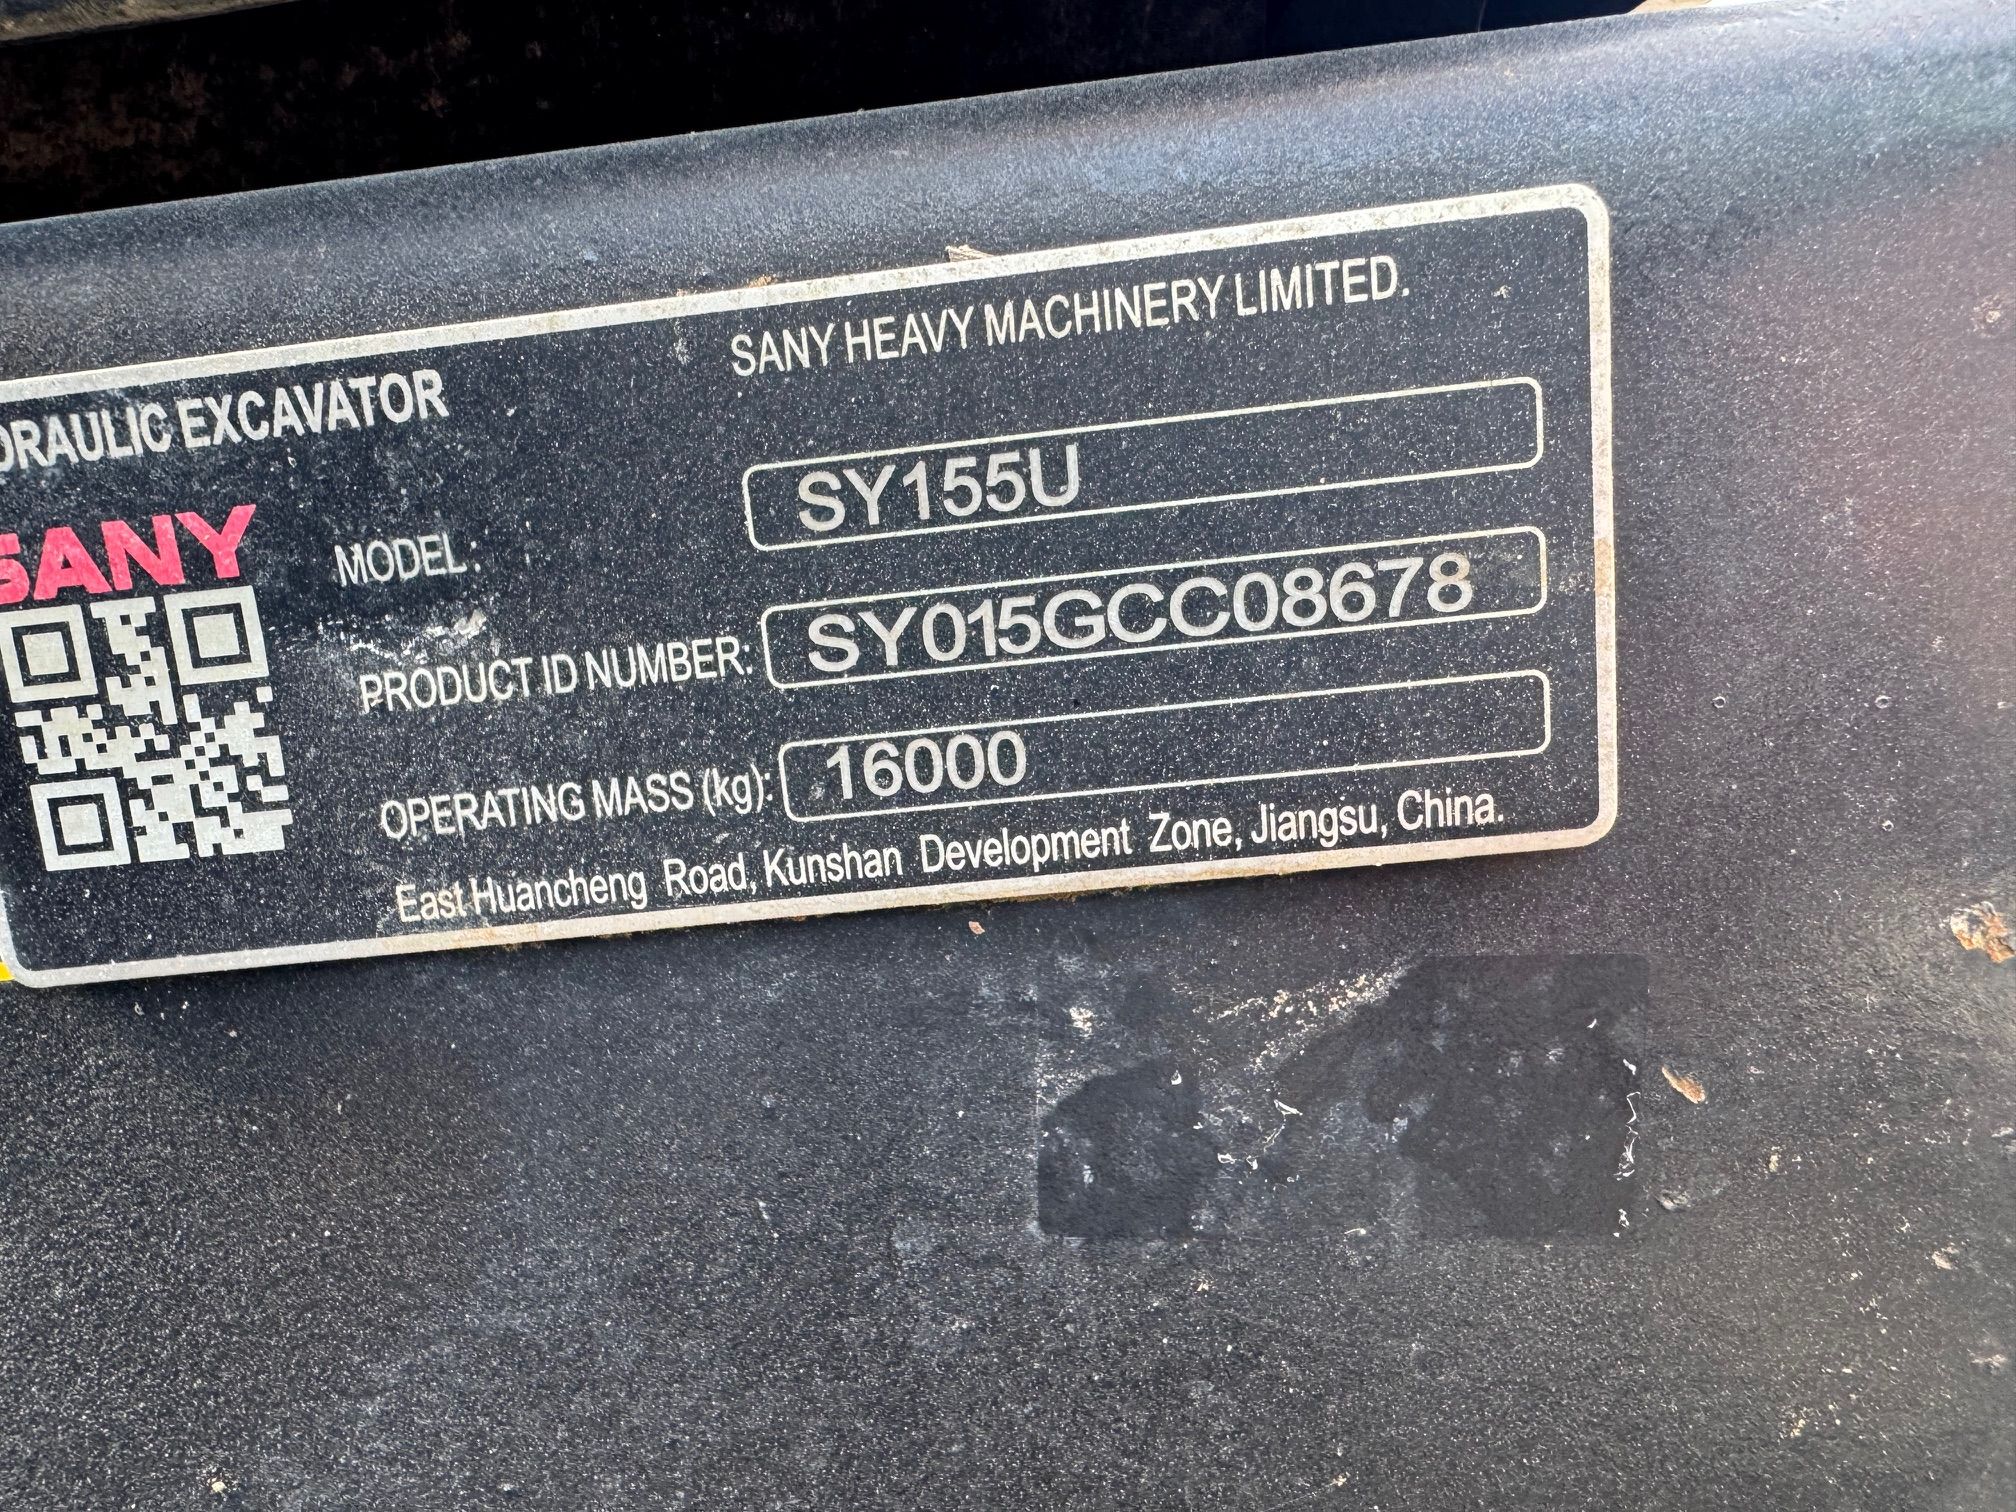 DRAULIC EXCAVATOR
SANY HEAVY MACHINERY LIMITED.
SANY
MODEL: SY155U
PRODUCT ID NUMBER: SY015GCC08678
OPERATING MASS (kg): 16000
East Huancheng Road, Kunshan Development Zone, Jiangsu, China.